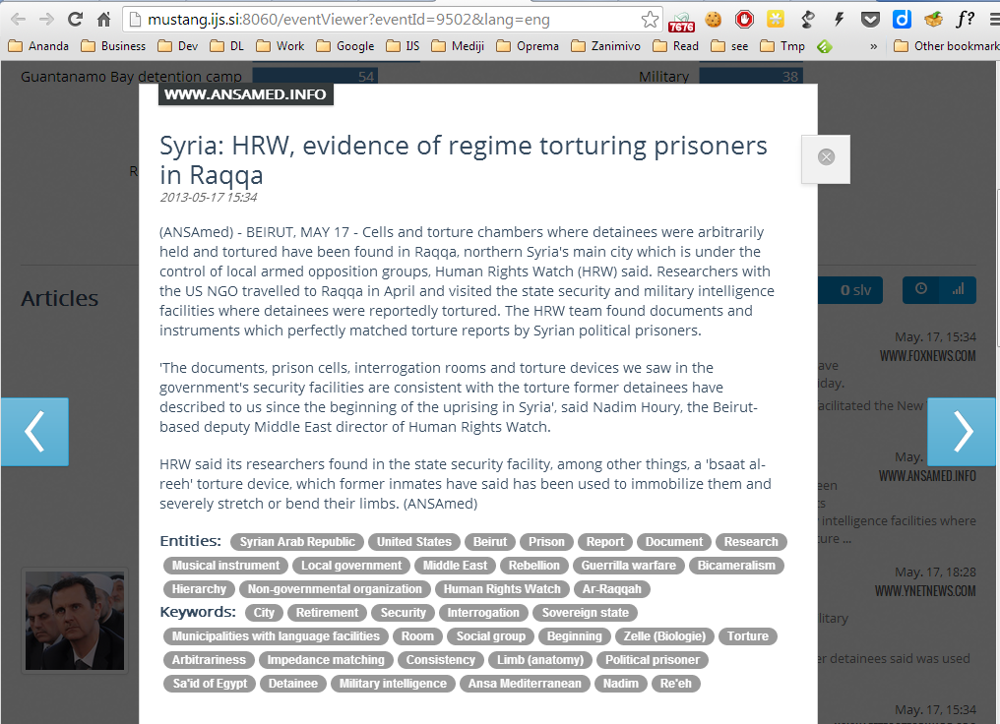 mustang.ijs.si:8060/eventViewer?eventId=9502&lang=eng
7676
f?
Ananda Business Dev DL Work Google IJS Mediji Oprema Zanimivo Read see Tmp » Other bookmark
Guantanamo Bay detention camp 54 Military 38
WWW.ANSAMED.INFO
Syria: HRW, evidence of regime torturing prisoners
in Raqqa
2013-05-17 15:34
(ANSAmed) - BEIRUT, MAY 17 - Cells and torture chambers where detainees were arbitrarily
held and tortured have been found in Raqqa, northern Syria's main city which is under the
control of local armed opposition groups, Human Rights Watch (HRW) said. Researchers with
the US NGO travelled to Raqqa in April and visited the state security and military intelligence
facilities where detainees were reportedly tortured. The HRW team found documents and
instruments which perfectly matched torture reports by Syrian political prisoners.
'The documents, prison cells, interrogation rooms and torture devices we saw in the
government's security facilities are consistent with the torture former detainees have
described to us since the beginning of the uprising in Syria', said Nadim Houry, the Beirut-
based deputy Middle East director of Human Rights Watch.
HRW said its researchers found in the state security facility, among other things, a 'bsaat al-
reeh' torture device, which former inmates have said has been used to immobilize them and
severely stretch or bend their limbs. (ANSAmed)
Entities: Syrian Arab Republic United States Beirut Prison Report Document Research
Musical instrument Local government Middle East Rebellion Guerrilla warfare Bicameralism
Hierarchy Non-governmental organization Human Rights Watch Ar-Raqqah
Keywords: City Retirement Security Interrogation Sovereign state
Municipalities with language facilities Room Social group Beginning Zelle (Biologie) Torture
Arbitrariness Impedance matching Consistency Limb (anatomy) Political prisoner
Sa'id of Egypt Detainee Military intelligence Ansa Mediterranean Nadim Re'eh
Articles
0 slv
May. 17, 15:34
WWW.FOXNEWS.COM
ave
iday.
facilitated the New
May.
WWW.ANSAMED.INFO
een
ts
intelligence facilities where
ture ...
May. 17, 18:28
WWW.YNETNEWS.COM
litary
er detainees said was used
May. 17, 15:34